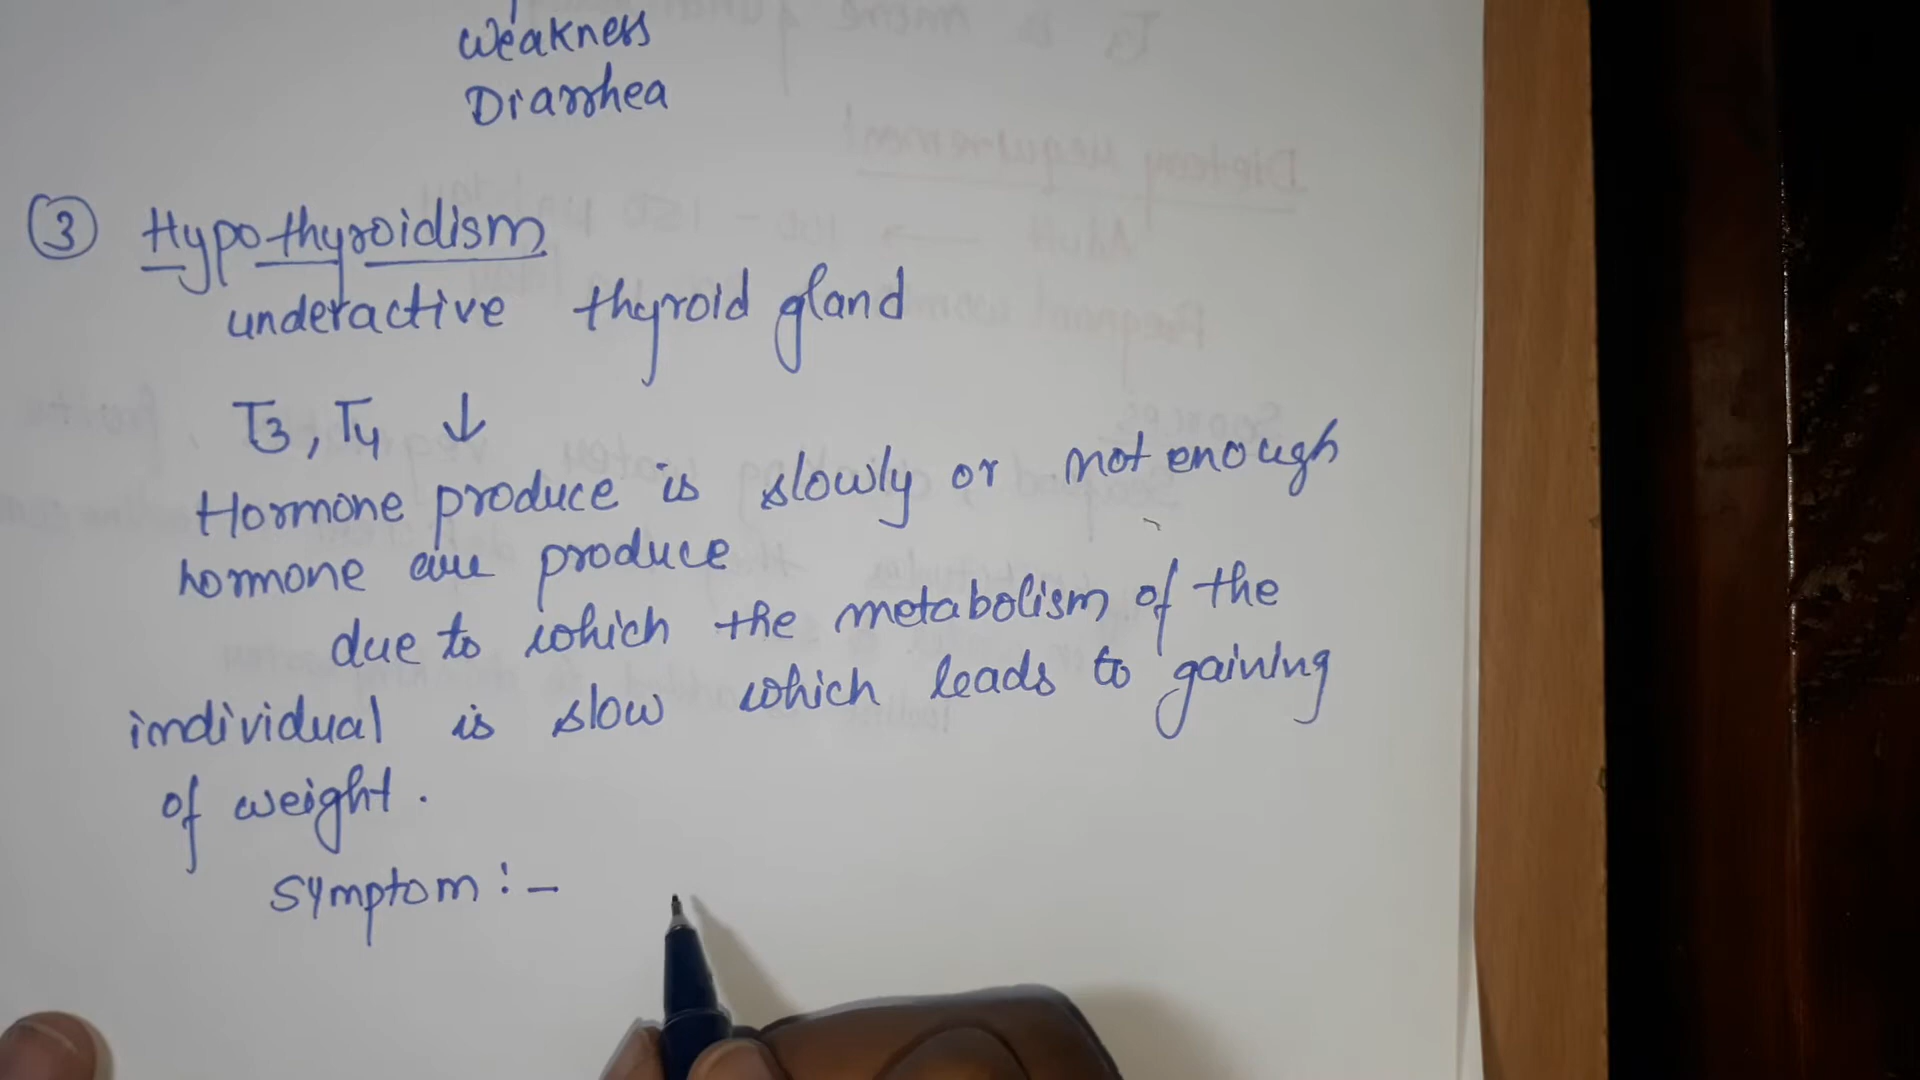 Weakness
Diarrhea
③ Hypothyroidism
underactive thyroid gland
T3, T4 ↓
Hormone produce is slowly or not enough
hormone are produce
due to which the metabolism of the
individual is slow which leads to gaining
of weight.
Symptom :-